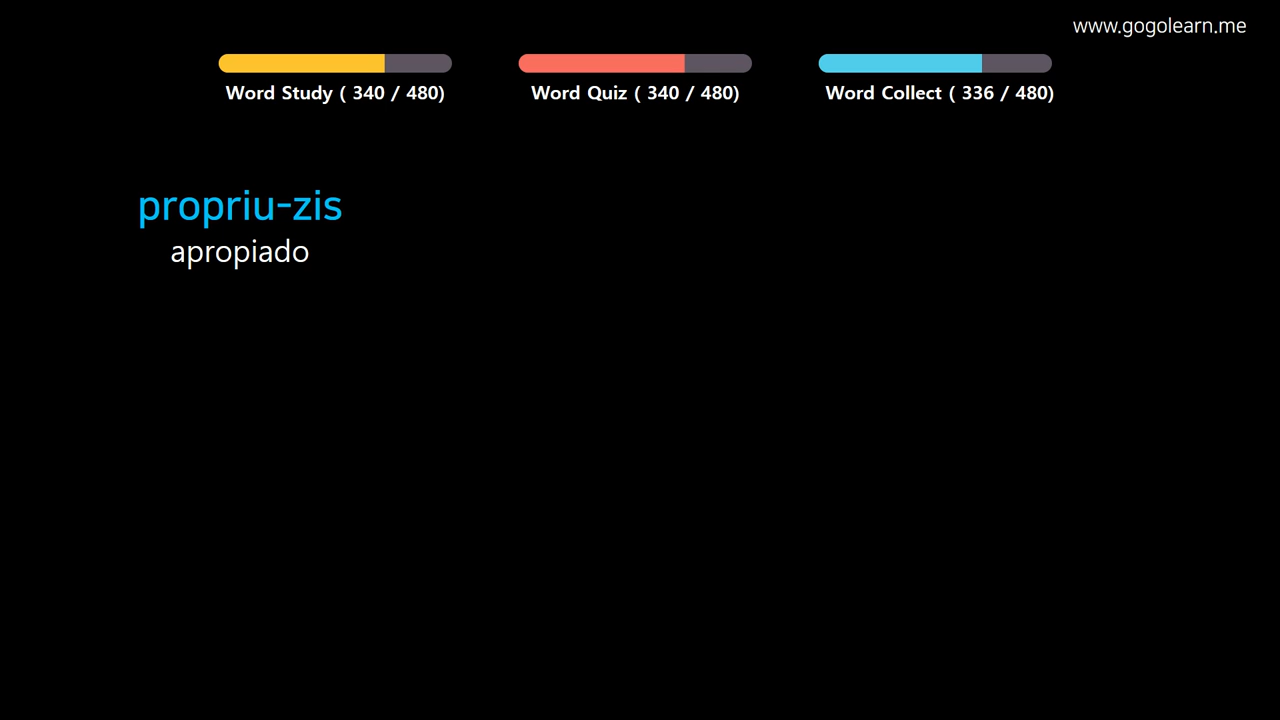 www.gogolearn.me
Word Study ( 340 / 480)
Word Quiz ( 340 / 480)
Word Collect ( 336 / 480)
propriu-zis
apropiado